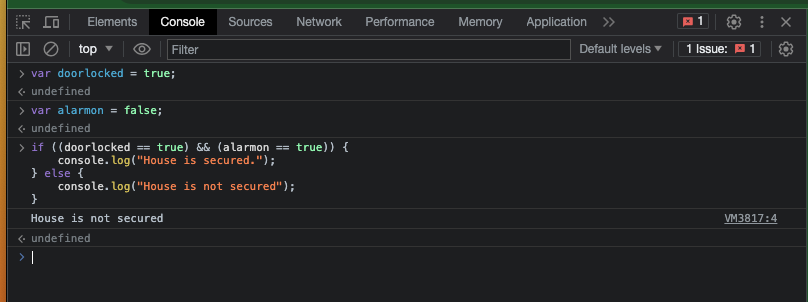 Elements Console Sources Network Performance Memory Application 1
top Filter Default levels 1 Issue: 1
var doorlocked = true;
undefined
var alarmon = false;
undefined
if ((doorlocked == true) && (alarmon == true)) {
    console.log("House is secured.");
} else {
    console.log("House is not secured");
}
House is not secured VM3817:4
undefined